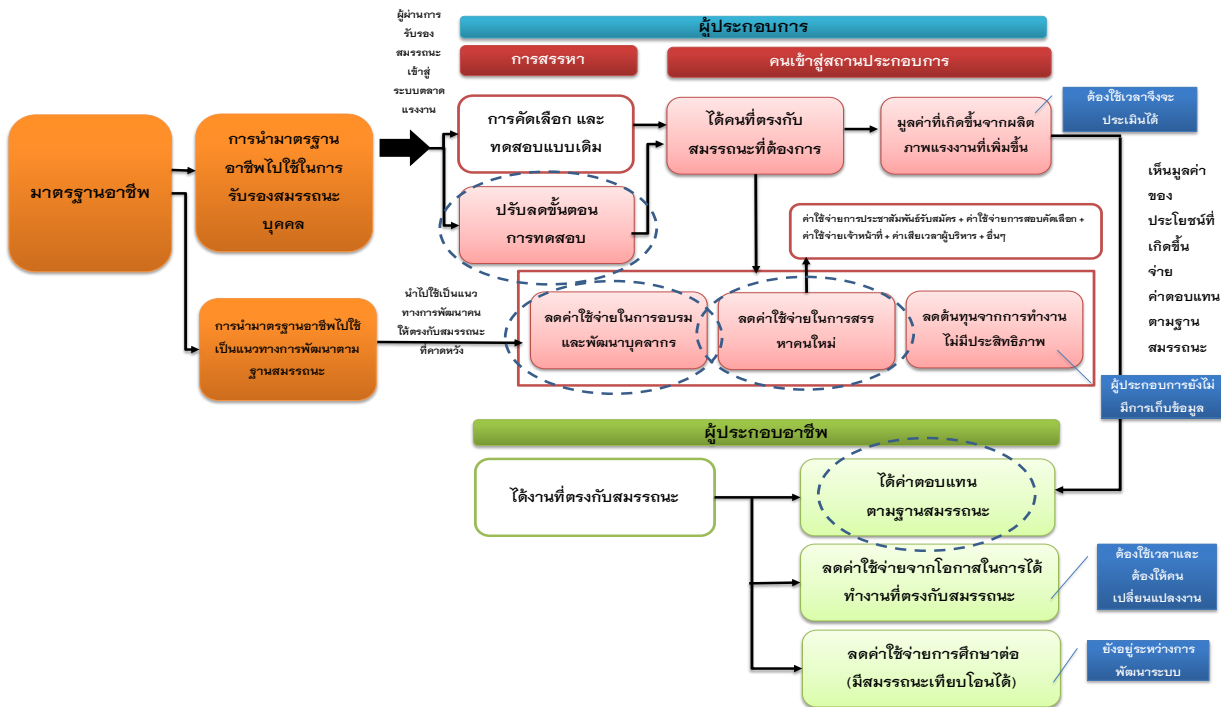 ผู้ผ่านการ
รับรอง
สมรรถนะ
เข้าสู่
ระบบตลาด
แรงงาน
ผู้ประกอบการ
การสรรหา
คนเข้าสู่สถานประกอบการ
มาตรฐานอาชีพ
การนำมาตรฐาน
อาชีพไปใช้ในการ
รับรองสมรรถนะ
บุคคล
การคัดเลือก และ
ทดสอบแบบเดิม
ปรับลดขั้นตอน
การทดสอบ
ได้คนที่ตรงกับ
สมรรถนะที่ต้องการ
มูลค่าที่เกิดขึ้นจากผลิต
ภาพแรงงานที่เพิ่มขึ้น
ต้องใช้เวลาจึงจะ
ประเมินได้
เห็นมูลค่า
ของ
ประโยชน์ที่
เกิดขึ้น
จ่าย
ค่าตอบแทน
ตามฐาน
สมรรถนะ
ค่าใช้จ่ายการประชาสัมพันธ์รับสมัคร + ค่าใช้จ่ายการสอบคัดเลือก +
ค่าใช้จ่ายเจ้าหน้าที่ + ค่าเสียเวลาผู้บริหาร + อื่นๆ
การนำมาตรฐานอาชีพไปใช้
เป็นแนวทางการพัฒนาตาม
ฐานสมรรถนะ
นำไปใช้เป็นแนว
ทางการพัฒนาคน
ให้ตรงกับสมรรถนะ
ที่คาดหวัง
ลดค่าใช้จ่ายในการอบรม
และพัฒนาบุคลากร
ลดค่าใช้จ่ายในการสรร
หาคนใหม่
ลดต้นทุนจากการทำงาน
ไม่มีประสิทธิภาพ
ผู้ประกอบการยังไม่
มีการเก็บข้อมูล
ผู้ประกอบอาชีพ
ได้งานที่ตรงกับสมรรถนะ
ได้ค่าตอบแทน
ตามฐานสมรรถนะ
ลดค่าใช้จ่ายจากโอกาสในการได้
ทำงานที่ตรงกับสมรรถนะ
ต้องใช้เวลาและ
ต้องให้คน
เปลี่ยนแปลงงาน
ลดค่าใช้จ่ายการศึกษาต่อ
(มีสมรรถนะเทียบโอนได้)
ยังอยู่ระหว่างการ
พัฒนาระบบ